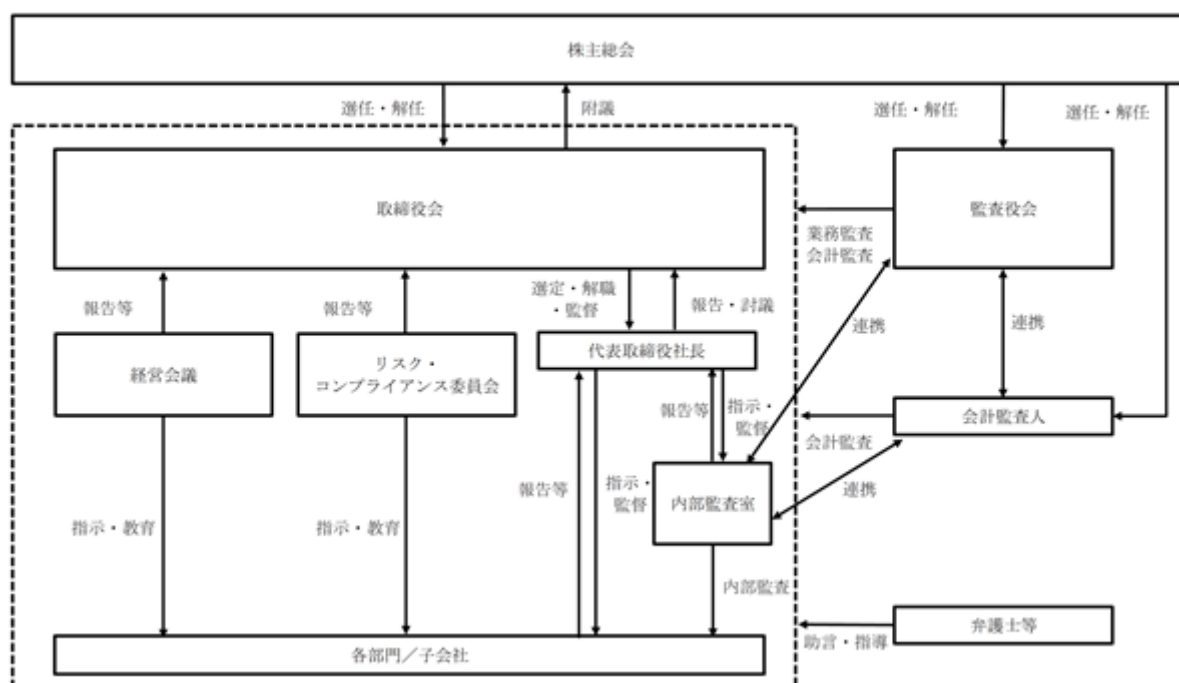 株主総会
選任・解任
附議
選任・解任
選任・解任
取締役会
監査役会
業務監査
会計監査
報告等
報告等
選定・解職
・監督
報告・討議
連携
連携
経営会議
リスク・
コンプライアンス委員会
代表取締役社長
報告等
指示・
監督
会計監査人
会計監査
指示・教育
指示・教育
報告等
指示・
監督
内部監査室
連携
内部監査
弁護士等
助言・指導
各部門／子会社